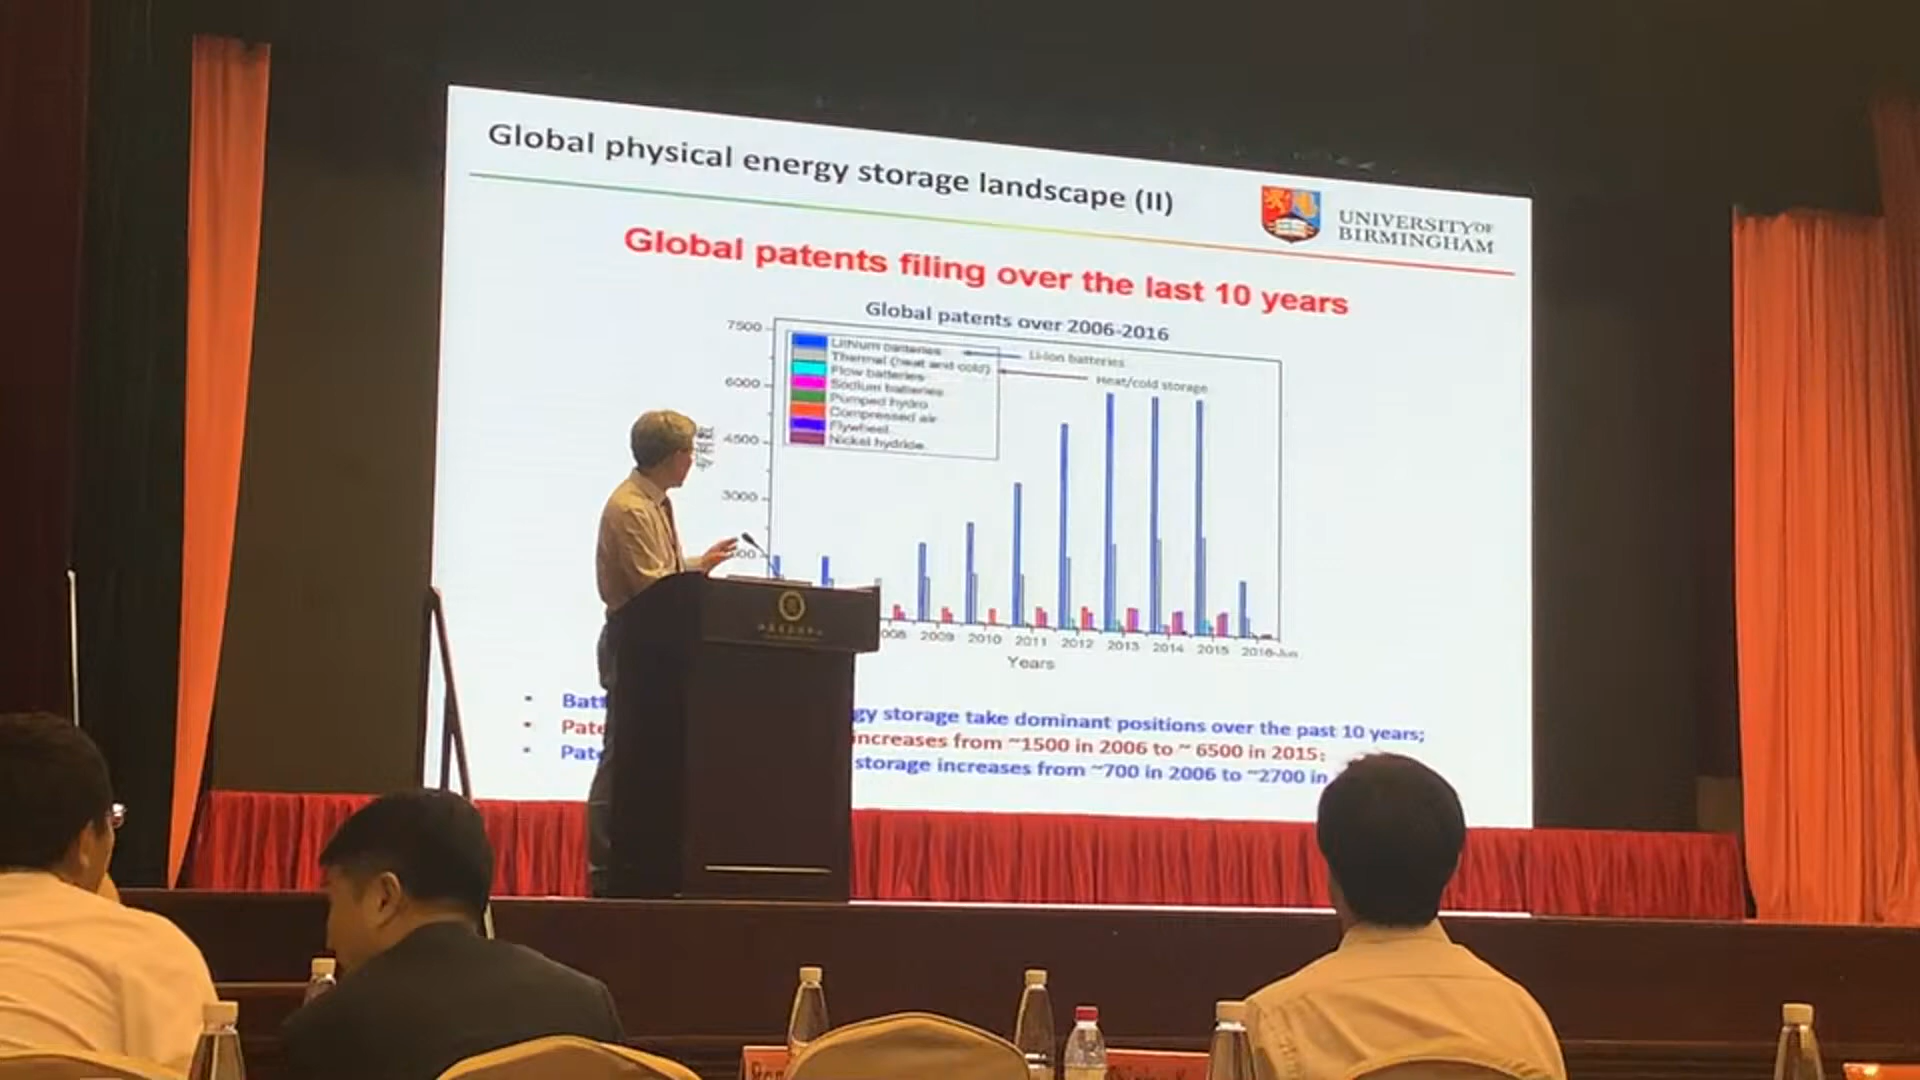 Global physical energy storage landscape (II)
UNIVERSITYOF
BIRMINGHAM
Global patents filing over the last 10 years
Global patents over 2006-2016
7500
6000
4500
3000
Lithium batteries
Thermal (heat and cold)
Flow batteries
Sodium batteries
Pumped hydro
Compressed air
Flywheel
Nickel hydride
Li-ion batteries
Heat/cold storage
2009 2010 2011 2012 2013 2014 2015 2016-Jun
Years
gy storage take dominant positions over the past 10 years;
increases from ~1500 in 2006 to ~ 6500 in 2015;
storage increases from ~700 in 2006 to ~2700 in